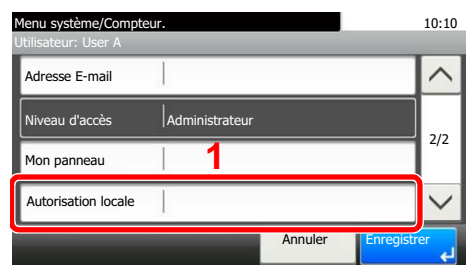 Menu système/Compteur. 10:10
Utilisateur: User A
Adresse E-mail
Niveau d'accès Administrateur
2/2
Mon panneau 1
Autorisation locale
Annuler Enregistrer